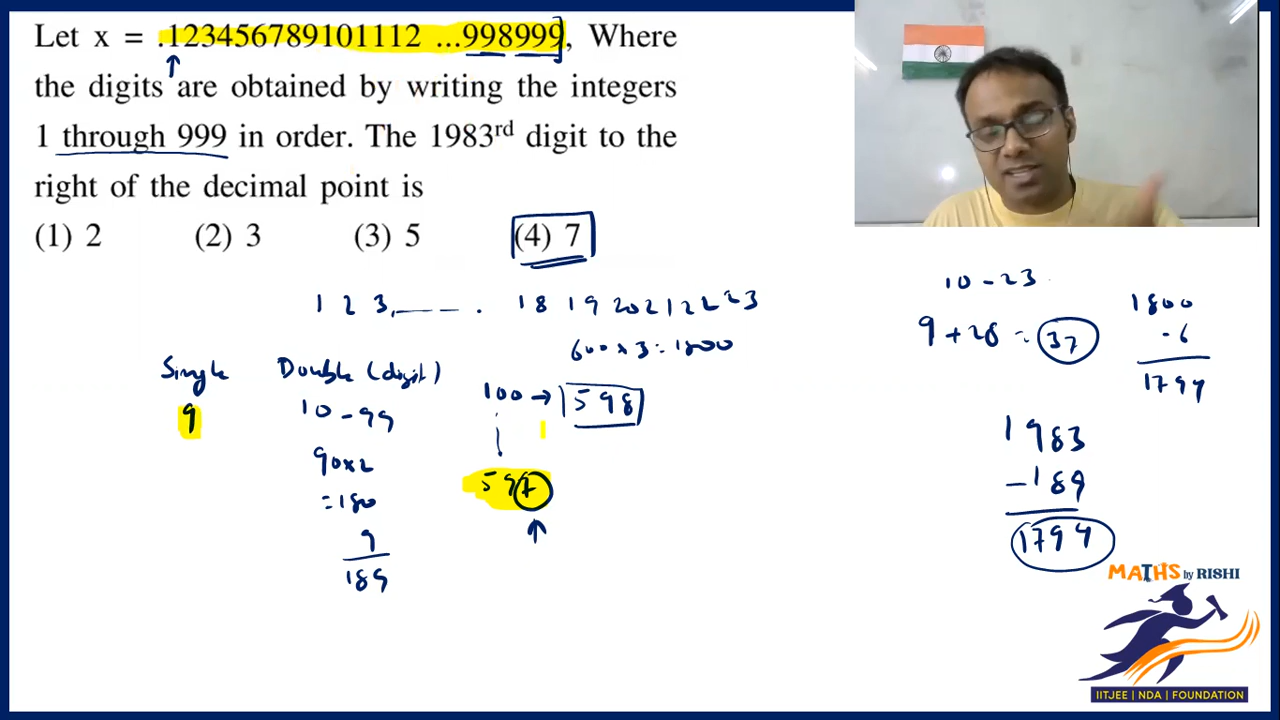 Let x = .123456789101112 ...998999, Where
the digits are obtained by writing the integers
1 through 999 in order. The 1983rd digit to the
right of the decimal point is
(1) 2 (2) 3 (3) 5 (4) 7
1 2 3, . 18 19 20 21 22 23
600 x 3 = 1800
Single
9
Double (digit)
10 - 99
90x2
= 180
9
189
100 → 598
597
10 - 23
9 + 28 = 37
1800
- 6
1794
1983
- 189
1794
MATHS by RISHI
IITJEE | NDA | FOUNDATION